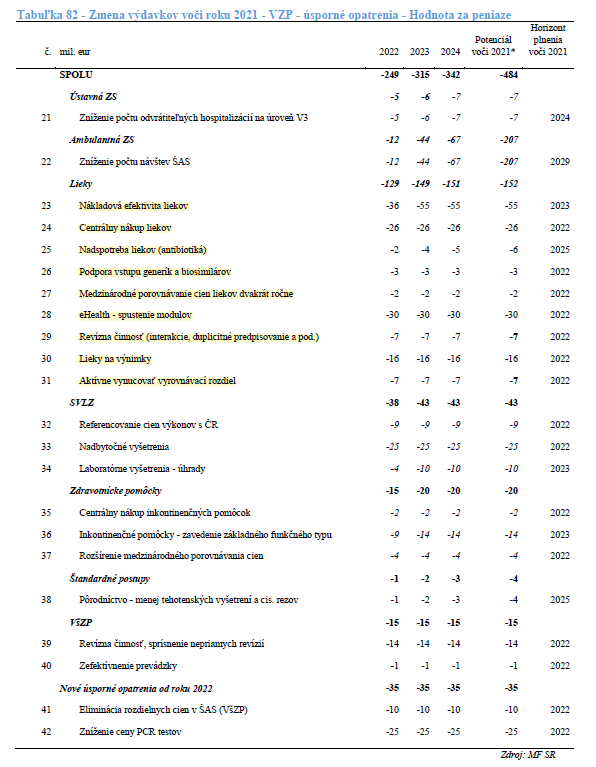 Tabuľka 82 - Zmena výdavkov voči roku 2021 - VZP - úsporné opatrenia - Hodnota za peniaze
č. mil. eur 2022 2023 2024 Potenciál voči 2021* Horizont plnenia voči 2021
SPOLU -249 -315 -342 -484
Ústavná ZS -5 -6 -7 -7
21 Zníženie počtu odvrátiteľných hospitalizácií na úroveň V3 -5 -6 -7 -7 2024
Ambulantná ZS -12 -44 -67 -207
22 Zníženie počtu návštev ŠAS -12 -44 -67 -207 2029
Lieky -129 -149 -151 -152
23 Nákladová efektivita liekov -36 -55 -55 -55 2023
24 Centrálny nákup liekov -26 -26 -26 -26 2022
25 Nadspotreba liekov (antibiotiká) -2 -4 -5 -6 2025
26 Podpora vstupu generík a biosimilárov -3 -3 -3 -3 2022
27 Medzinárodné porovnávanie cien liekov dvakrát ročne -2 -2 -2 -2 2022
28 eHealth - spustenie modulov -30 -30 -30 -30 2022
29 Revízna činnosť (interakcie, duplicitné predpisovanie a pod.) -7 -7 -7 -7 2022
30 Lieky na výnimky -16 -16 -16 -16 2022
31 Aktívne vynucovať vyrovnávací rozdiel -7 -7 -7 -7 2022
SVLZ -38 -43 -43 -43
32 Referencovanie cien výkonov s ČR -9 -9 -9 -9 2022
33 Nadbytočné vyšetrenia -25 -25 -25 -25 2022
34 Laboratórne vyšetrenia - úhrady -4 -10 -10 -10 2023
Zdravotnícke pomôcky -15 -20 -20 -20
35 Centrálny nákup inkontinenčných pomôcok -2 -2 -2 -2 2022
36 Inkontinenčné pomôcky - zavedenie základného funkčného typu -9 -14 -14 -14 2023
37 Rozšírenie medzinárodného porovnávania cien -4 -4 -4 -4 2022
Štandardné postupy -1 -2 -3 -4
38 Pôrodníctvo - menej tehotenských vyšetrení a cis. rezov -1 -2 -3 -4 2025
VšZP -15 -15 -15 -15
39 Revízna činnosť, sprísnenie nepriamych revízií -14 -14 -14 -14 2022
40 Zefektívnenie prevádzky -1 -1 -1 -1 2022
Nové úsporné opatrenia od roku 2022 -35 -35 -35 -35
41 Eliminácia rozdielnych cien v ŠAS (VšZP) -10 -10 -10 -10 2022
42 Zníženie ceny PCR testov -25 -25 -25 -25 2022
Zdroj: MF SR